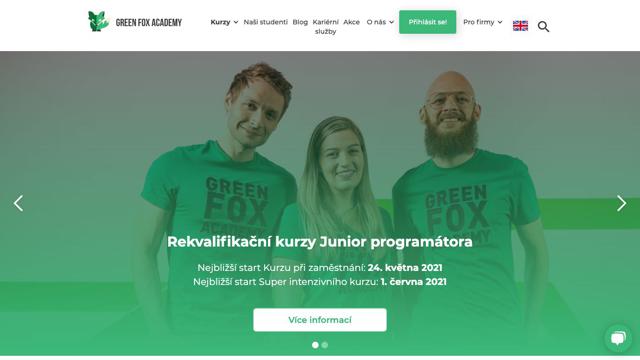 GREEN FOX ACADEMY
Kurzy
Naši studenti
Blog
Kariérní
služby
Akce
O nás
Přihlásit se!
Pro firmy
GREEN
FOX
ACADEMY
GREEN
FOX
ACADEMY
GREEN
FOX
Rekvalifikační kurzy Junior programátora
Nejbližší start Kurzu při zaměstnání: 24. května 2021
Nejbližší start Super intenzivního kurzu: 1. června 2021
Více informací